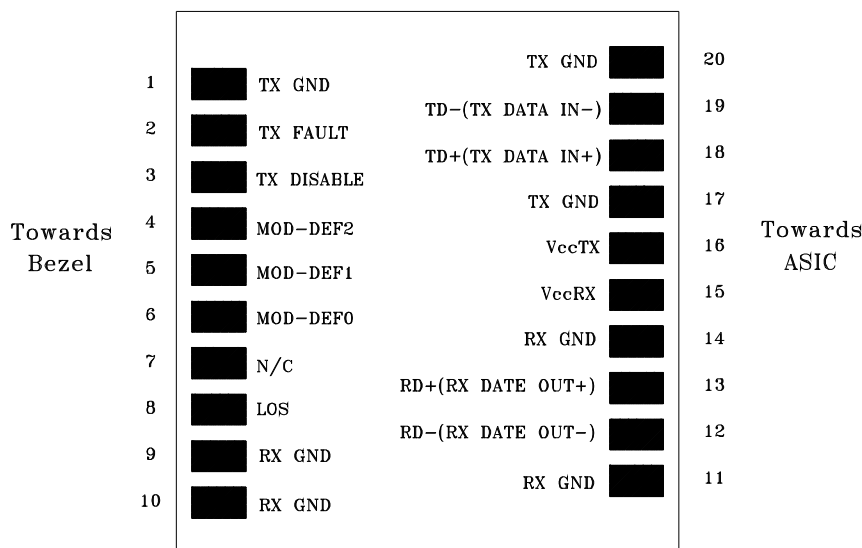 Towards
Bezel
1 TX GND
2 TX FAULT
3 TX DISABLE
4 MOD-DEF2
5 MOD-DEF1
6 MOD-DEF0
7 N/C
8 LOS
9 RX GND
10 RX GND
TX GND 20
TD-(TX DATA IN-) 19
TD+(TX DATA IN+) 18
TX GND 17
VccTX 16
VccRX 15
RX GND 14
RD+(RX DATE OUT+) 13
RD-(RX DATE OUT-) 12
RX GND 11
Towards
ASIC